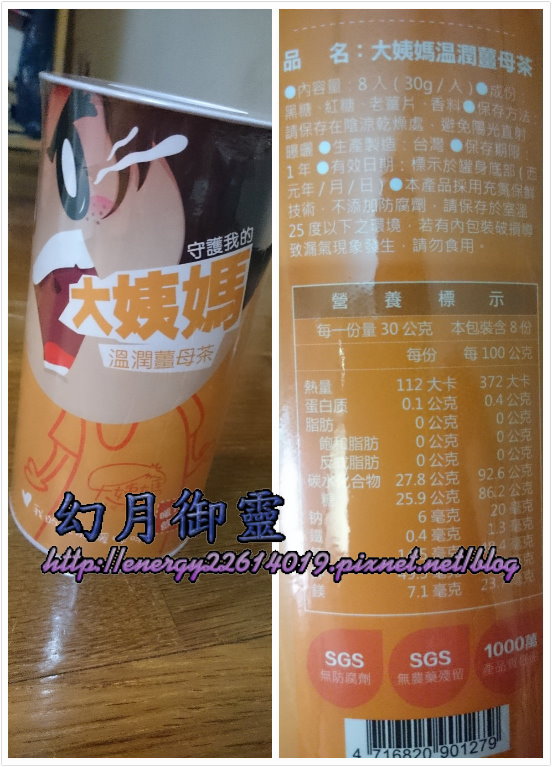 守護我的
大姨媽
溫潤薑母茶
品 名：大姨媽溫潤薑母茶
●內容量：8入(30g/入)●成份：
黑糖、紅糖、老薑片、香料●保存方法：
請保存在陰涼乾燥處，避免陽光直射
曝曬●生產製造：台灣●保存期限：
1年●有效日期：標示於罐身底部(西
元年/月/日)●本產品採用充氮保鮮
技術，不添加防腐劑，請保存於室溫
25度以下之環境，若有內包裝破損導
致漏氣現象發生，請勿食用。
營養標示
每一份量30公克 本包裝含8份
每份 每100公克
熱量 112大卡 372大卡
蛋白质 0.1公克 0.4公克
脂肪 0公克 0公克
飽和脂肪 0公克 0公克
反式脂肪 0公克 0公克
碳水化合物 27.8公克 92.6公克
糖 25.9公克 86.2公克
钠 6毫克 20毫克
鐵 0.4毫克 1.3毫克
鎂 7.1毫克
SGS
無防腐劑
SGS
無農藥殘留
1000萬
4 716820 901279
幻月御靈
http://energy22614019.pixnet.net/blog